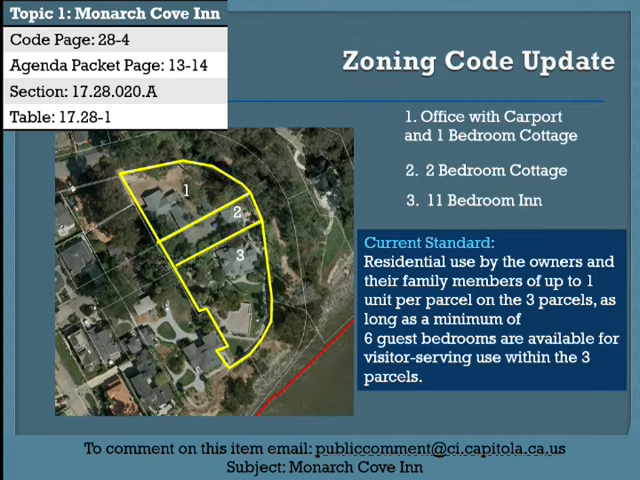 Topic 1: Monarch Cove Inn
Code Page: 28-4
Agenda Packet Page: 13-14
Section: 17.28.020.A
Table: 17.28-1
Zoning Code Update
1. Office with Carport
and 1 Bedroom Cottage
2. 2 Bedroom Cottage
3. 11 Bedroom Inn
1
2
3
Current Standard:
Residential use by the owners and
their family members of up to 1
unit per parcel on the 3 parcels, as
long as a minimum of
6 guest bedrooms are available for
visitor-serving use within the 3
parcels.
To comment on this item email: publiccomment@ci.capitola.ca.us
Subject: Monarch Cove Inn